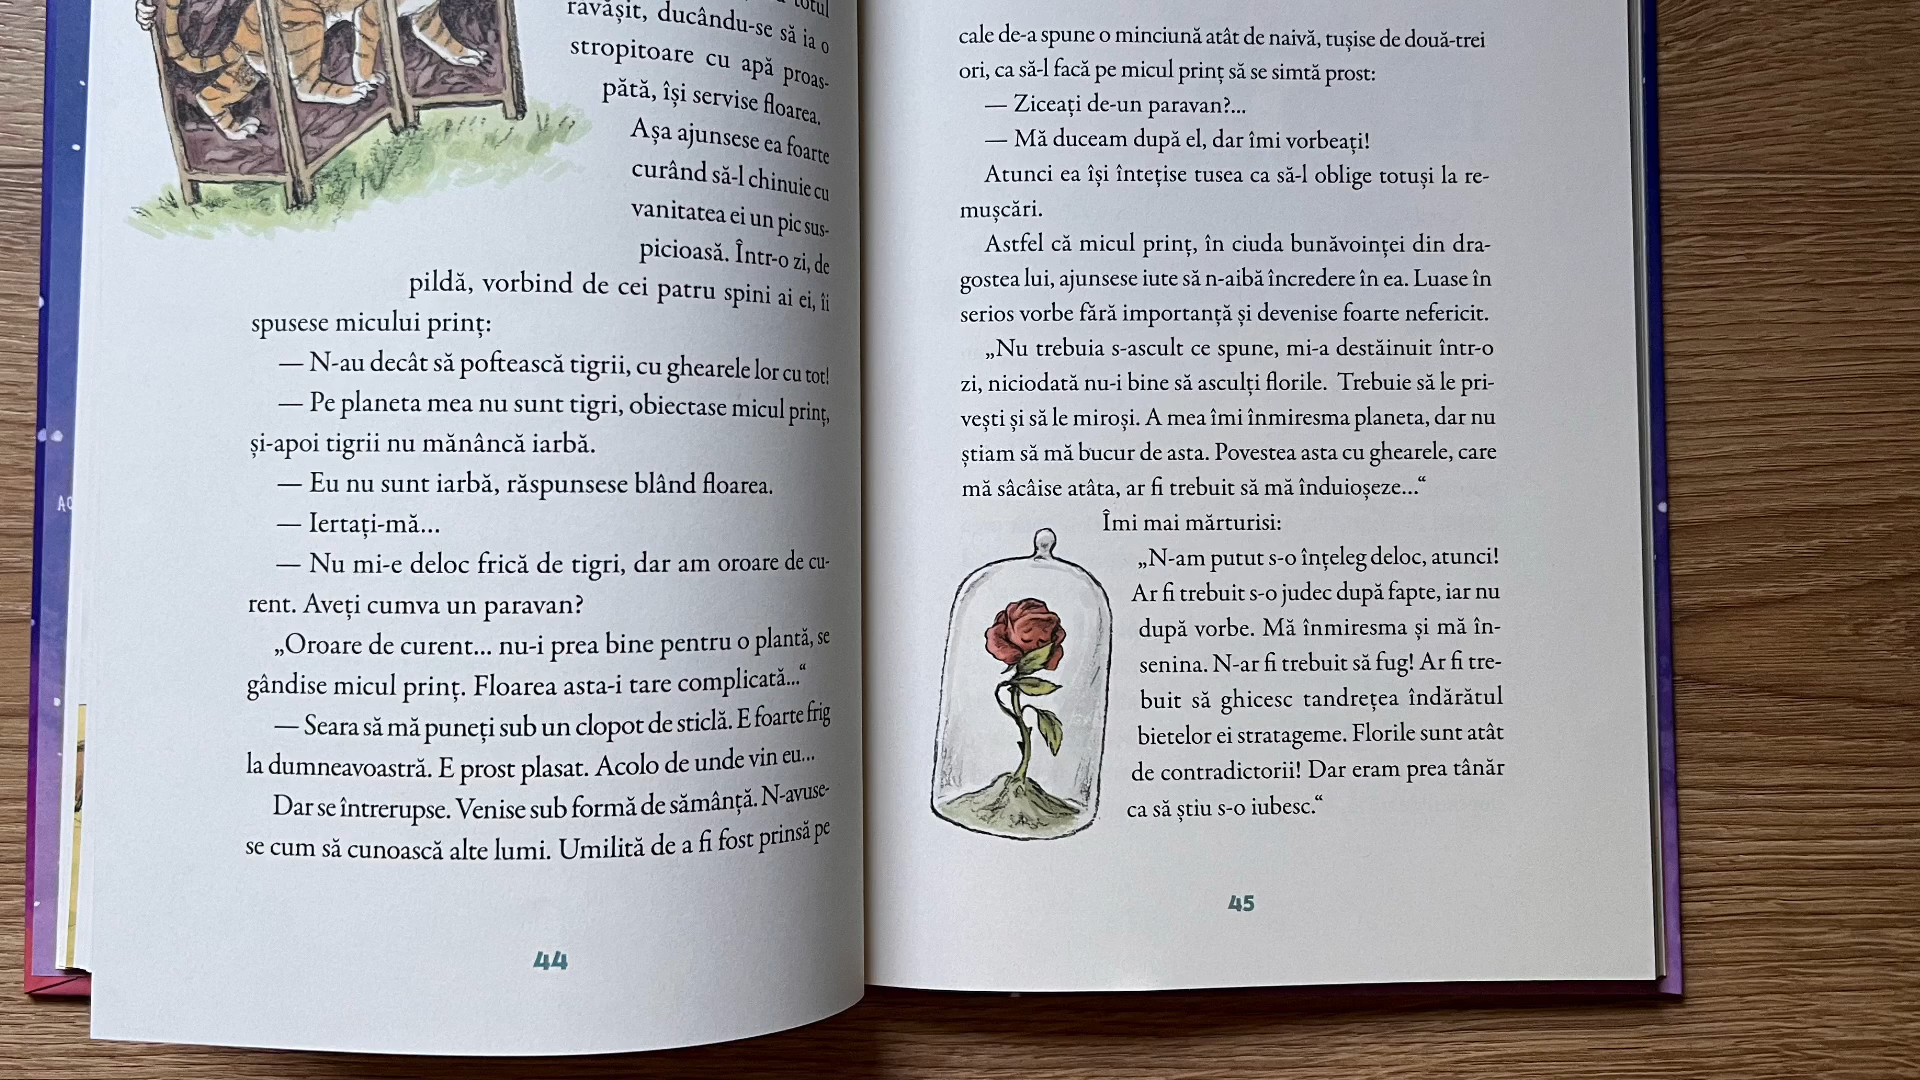 totul
răvășit, ducându-se să ia o
stropitoare cu apă proas-
pătă, își servise floarea.
Așa ajunsese ea foarte
curând să-l chinuie cu
vanitatea ei un pic sus-
picioasă. Într-o zi, de
pildă, vorbind de cei patru spini ai ei, îi
spusese micului prinț:
— N-au decât să poftească tigrii, cu ghearele lor cu tot!
— Pe planeta mea nu sunt tigri, obiectase micul prinț,
și-apoi tigrii nu mănâncă iarbă.
— Eu nu sunt iarbă, răspunsese blând floarea.
— Iertați-mă...
— Nu mi-e deloc frică de tigri, dar am oroare de cu-
rent. Aveți cumva un paravan?
„Oroare de curent... nu-i prea bine pentru o plantă, se
gândise micul prinț. Floarea asta-i tare complicată...“
— Seara să mă puneți sub un clopot de sticlă. E foarte frig
la dumneavoastră. E prost plasat. Acolo de unde vin eu...
Dar se întrerupse. Venise sub formă de sămânță. N-avuse-
se cum să cunoască alte lumi. Umilită de a fi fost prinsă pe
44
cale de-a spune o minciună atât de naivă, tușise de două-trei
ori, ca să-l facă pe micul prinț să se simtă prost:
— Ziceați de-un paravan?...
— Mă duceam după el, dar îmi vorbeați!
Atunci ea își întețise tusea ca să-l oblige totuși la re-
mușcări.
Astfel că micul prinț, în ciuda bunăvoinței din dra-
gostea lui, ajunsese iute să n-aibă încredere în ea. Luase în
serios vorbe fără importanță și devenise foarte nefericit.
„Nu trebuia s-ascult ce spune, mi-a destăinuit într-o
zi, niciodată nu-i bine să asculți florile. Trebuie să le pri-
vești și să le miroși. A mea îmi înmiresma planeta, dar nu
știam să mă bucur de asta. Povestea asta cu ghearele, care
mă sâcâise atâta, ar fi trebuit să mă înduioșeze...“
Îmi mai mărturisi:
„N-am putut s-o înțeleg deloc, atunci!
Ar fi trebuit s-o judec după fapte, iar nu
după vorbe. Mă înmiresma și mă în-
senina. N-ar fi trebuit să fug! Ar fi tre-
buit să ghicesc tandrețea îndărătul
bietelor ei stratageme. Florile sunt atât
de contradictorii! Dar eram prea tânăr
ca să știu s-o iubesc.“
45